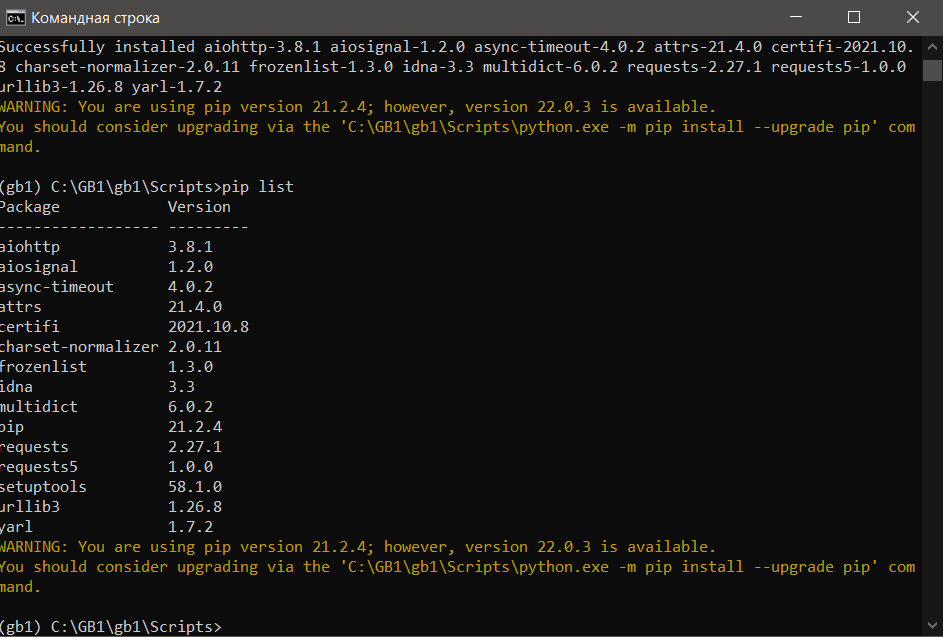 Командная строка
Successfully installed aiohttp-3.8.1 aiosignal-1.2.0 async-timeout-4.0.2 attrs-21.4.0 certifi-2021.10.
8 charset-normalizer-2.0.11 frozenlist-1.3.0 idna-3.3 multidict-6.0.2 requests-2.27.1 requests5-1.0.0
urllib3-1.26.8 yarl-1.7.2
WARNING: You are using pip version 21.2.4; however, version 22.0.3 is available.
You should consider upgrading via the 'C:\GB1\gb1\Scripts\python.exe -m pip install --upgrade pip' com
mand.
(gb1) C:\GB1\gb1\Scripts>pip list
Package            Version
------------------ ---------
aiohttp            3.8.1
aiosignal          1.2.0
async-timeout      4.0.2
attrs              21.4.0
certifi            2021.10.8
charset-normalizer 2.0.11
frozenlist         1.3.0
idna               3.3
multidict          6.0.2
pip                21.2.4
requests           2.27.1
requests5          1.0.0
setuptools         58.1.0
urllib3            1.26.8
yarl               1.7.2
WARNING: You are using pip version 21.2.4; however, version 22.0.3 is available.
You should consider upgrading via the 'C:\GB1\gb1\Scripts\python.exe -m pip install --upgrade pip' com
mand.
(gb1) C:\GB1\gb1\Scripts>